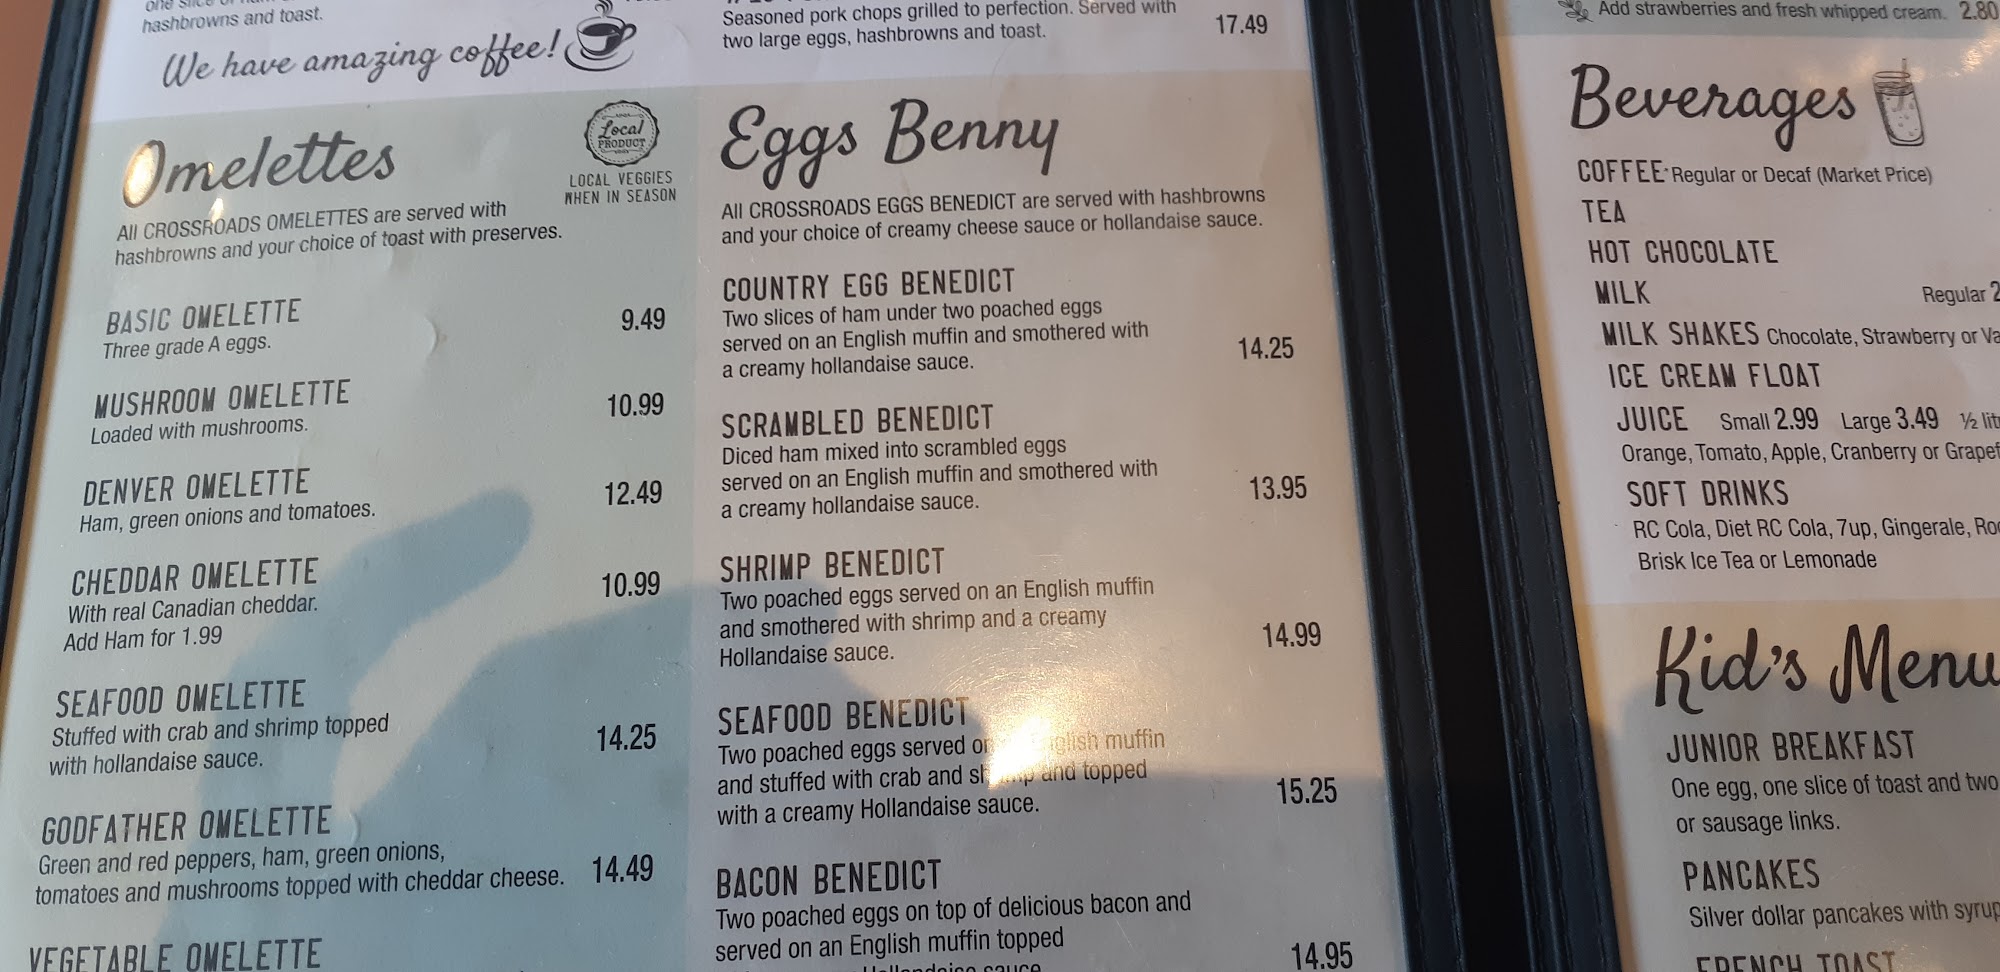 hashbrowns and toast.
We have amazing coffee!
Seasoned pork chops grilled to perfection. Served with
two large eggs, hashbrowns and toast. 17.49
Omelettes
Local
PRODUCT
LOCAL VEGGIES
WHEN IN SEASON
All CROSSROADS OMELETTES are served with
hashbrowns and your choice of toast with preserves.
BASIC OMELETTE
Three grade A eggs. 9.49
MUSHROOM OMELETTE
Loaded with mushrooms. 10.99
DENVER OMELETTE
Ham, green onions and tomatoes. 12.49
CHEDDAR OMELETTE
With real Canadian cheddar. 10.99
Add Ham for 1.99
SEAFOOD OMELETTE
Stuffed with crab and shrimp topped
with hollandaise sauce. 14.25
GODFATHER OMELETTE
Green and red peppers, ham, green onions,
tomatoes and mushrooms topped with cheddar cheese. 14.49
VEGETABLE OMELETTE
Eggs Benny
All CROSSROADS EGGS BENEDICT are served with hashbrowns
and your choice of creamy cheese sauce or hollandaise sauce.
COUNTRY EGG BENEDICT
Two slices of ham under two poached eggs
served on an English muffin and smothered with
a creamy hollandaise sauce. 14.25
SCRAMBLED BENEDICT
Diced ham mixed into scrambled eggs
served on an English muffin and smothered with
a creamy hollandaise sauce. 13.95
SHRIMP BENEDICT
Two poached eggs served on an English muffin
and smothered with shrimp and a creamy
Hollandaise sauce. 14.99
SEAFOOD BENEDICT
Two poached eggs served muffin
and stuffed with crab and and topped
with a creamy Hollandaise sauce. 15.25
BACON BENEDICT
Two poached eggs on top of delicious bacon and
served on an English muffin topped
sauce 14.95
Add strawberries and fresh whipped cream. 2.80
Beverages
COFFEE Regular or Decaf (Market Price)
TEA
HOT CHOCOLATE
MILK Regular
MILK SHAKES Chocolate, Strawberry or
ICE CREAM FLOAT
JUICE Small 2.99 Large 3.49 ½
Orange, Tomato, Apple, Cranberry or
SOFT DRINKS
RC Cola, Diet RC Cola, 7up, Gingerale,
Brisk Ice Tea or Lemonade
Kid's Menu
JUNIOR BREAKFAST
One egg, one slice of toast and two
or sausage links.
PANCAKES
Silver dollar pancakes with syrup
FRENCH TOAST